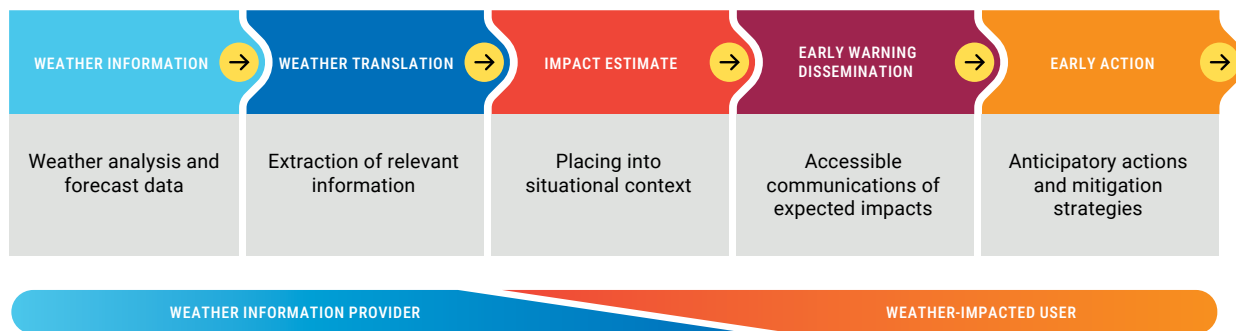 WEATHER INFORMATION
WEATHER TRANSLATION
IMPACT ESTIMATE
EARLY WARNING
DISSEMINATION
EARLY ACTION
Weather analysis and
forecast data
Extraction of relevant
information
Placing into
situational context
Accessible
communications of
expected impacts
Anticipatory actions
and mitigation
strategies
WEATHER INFORMATION PROVIDER
WEATHER-IMPACTED USER